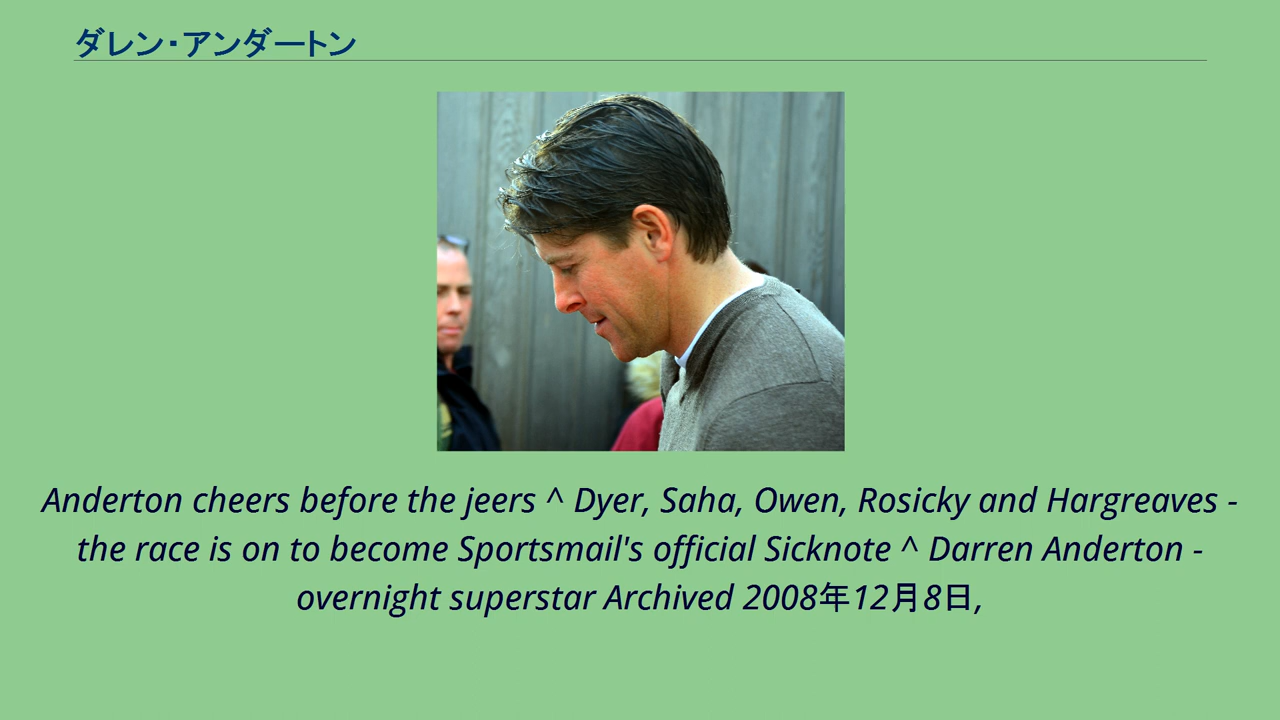 ダレン・アンダートン
Anderton cheers before the jeers ^ Dyer, Saha, Owen, Rosicky and Hargreaves -
the race is on to become Sportsmail's official Sicknote ^ Darren Anderton -
overnight superstar Archived 2008年12月8日,